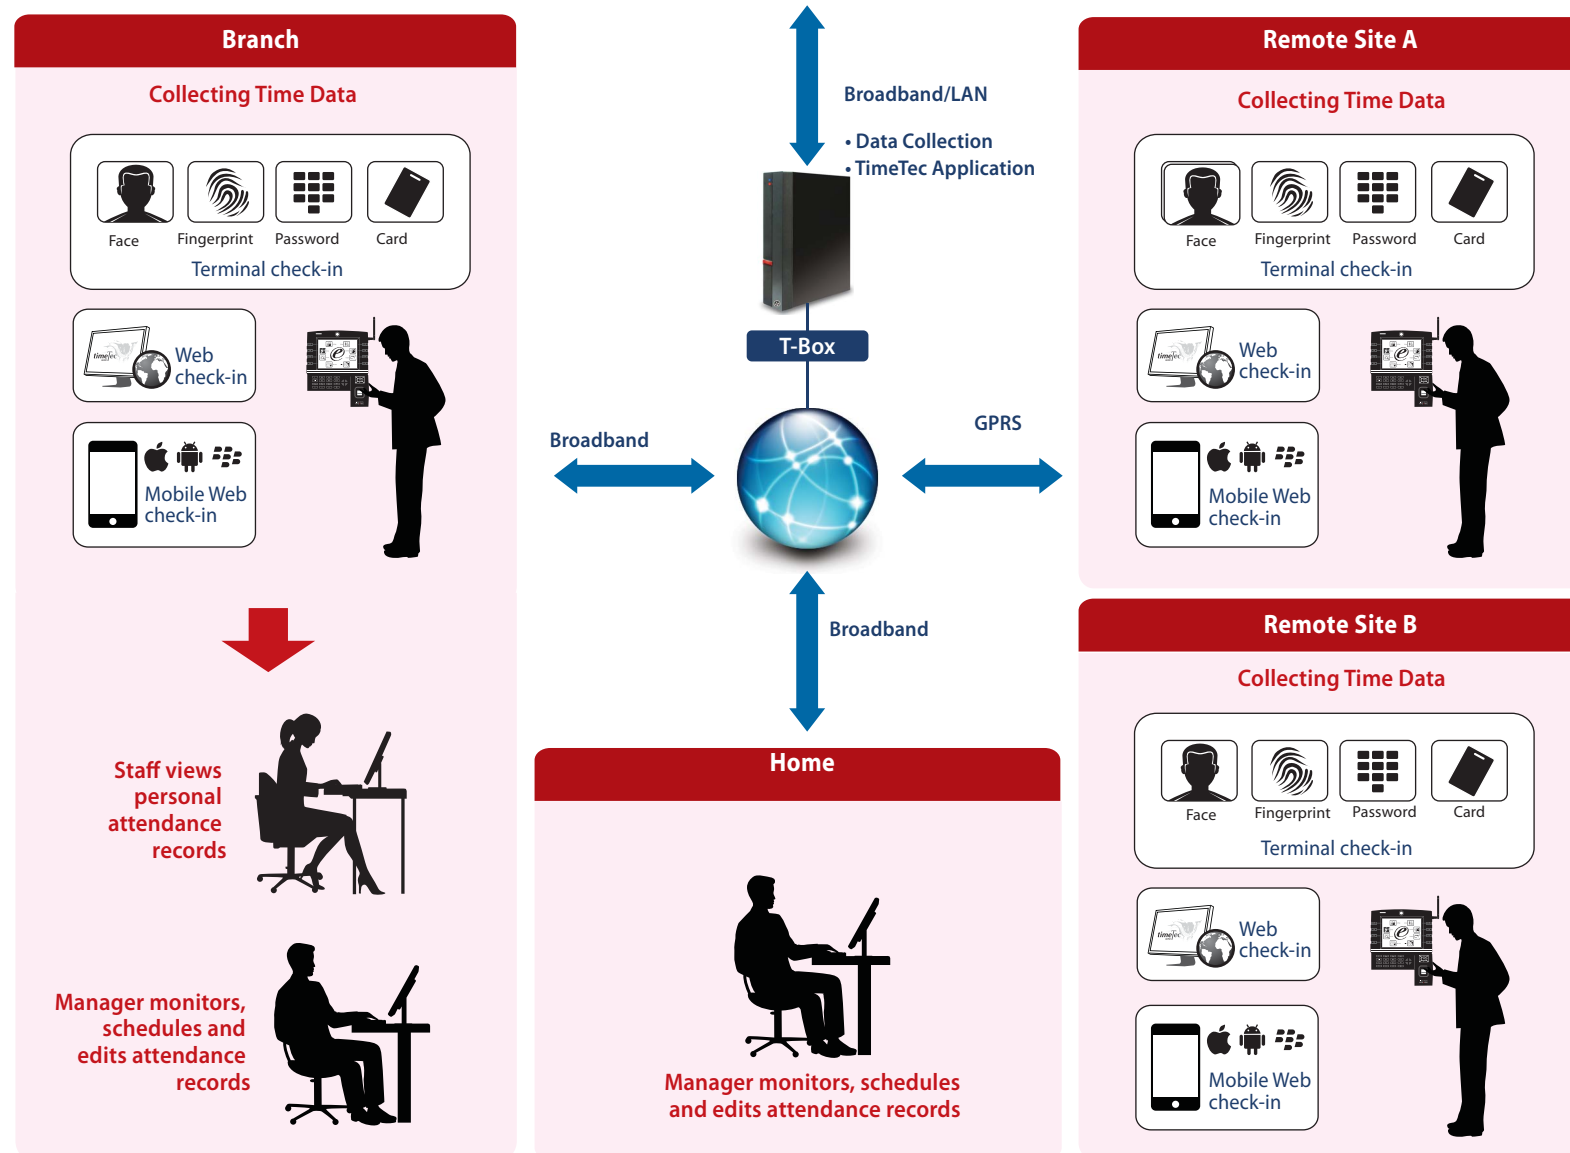 Branch
Collecting Time Data
Face
Fingerprint
Password
Card
Terminal check-in
timeTec
Web
check-in
Mobile Web
check-in
Staff views
personal
attendance
records
Manager monitors,
schedules and
edits attendance
records
Broadband/LAN
• Data Collection
• TimeTec Application
T-Box
Broadband
GPRS
Broadband
Home
Manager monitors, schedules
and edits attendance records
Remote Site A
Collecting Time Data
Face
Fingerprint
Password
Card
Terminal check-in
timeTec
Web
check-in
Mobile Web
check-in
Remote Site B
Collecting Time Data
Face
Fingerprint
Password
Card
Terminal check-in
timeTec
Web
check-in
Mobile Web
check-in